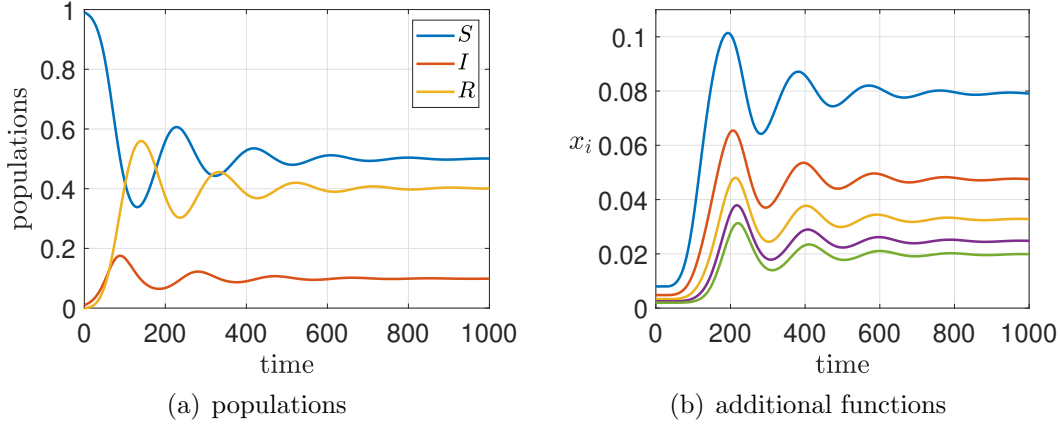 1
0.8
0.6
0.4
0.2
0
populations
S
I
R
0 200 400 600 800 1000
time
(a) populations
0.1
0.08
0.06
0.04
0.02
0
x_i
0 200 400 600 800 1000
time
(b) additional functions